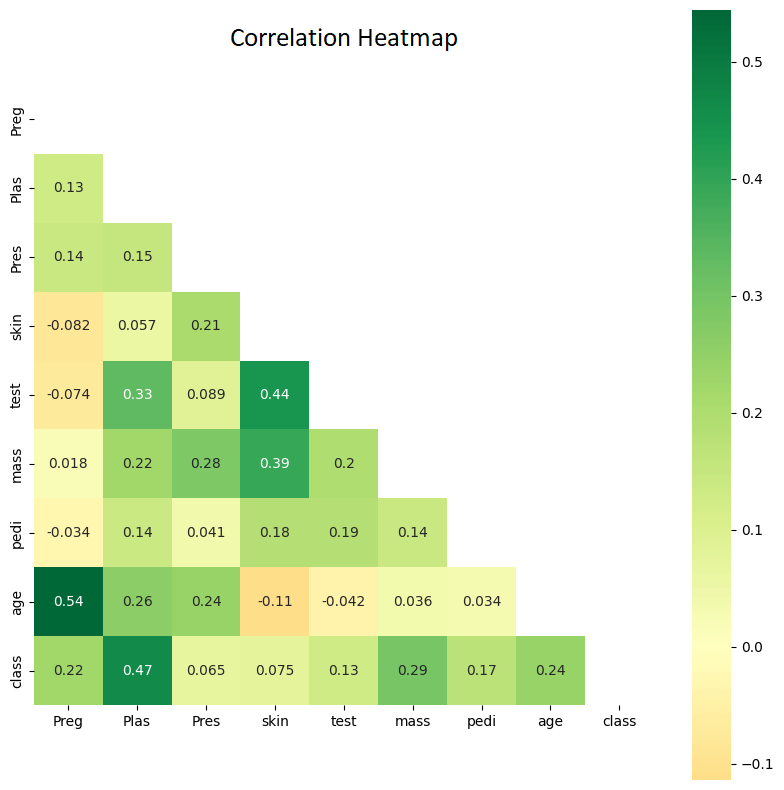 Correlation Heatmap
0.5
0.4
0.3
0.2
0.1
0.0
−0.1
Preg
Plas 0.13
Pres 0.14 0.15
skin -0.082 0.057 0.21
test -0.074 0.33 0.089 0.44
mass 0.018 0.22 0.28 0.39 0.2
pedi -0.034 0.14 0.041 0.18 0.19 0.14
age 0.54 0.26 0.24 -0.11 -0.042 0.036 0.034
class 0.22 0.47 0.065 0.075 0.13 0.29 0.17 0.24
Preg Plas Pres skin test mass pedi age class